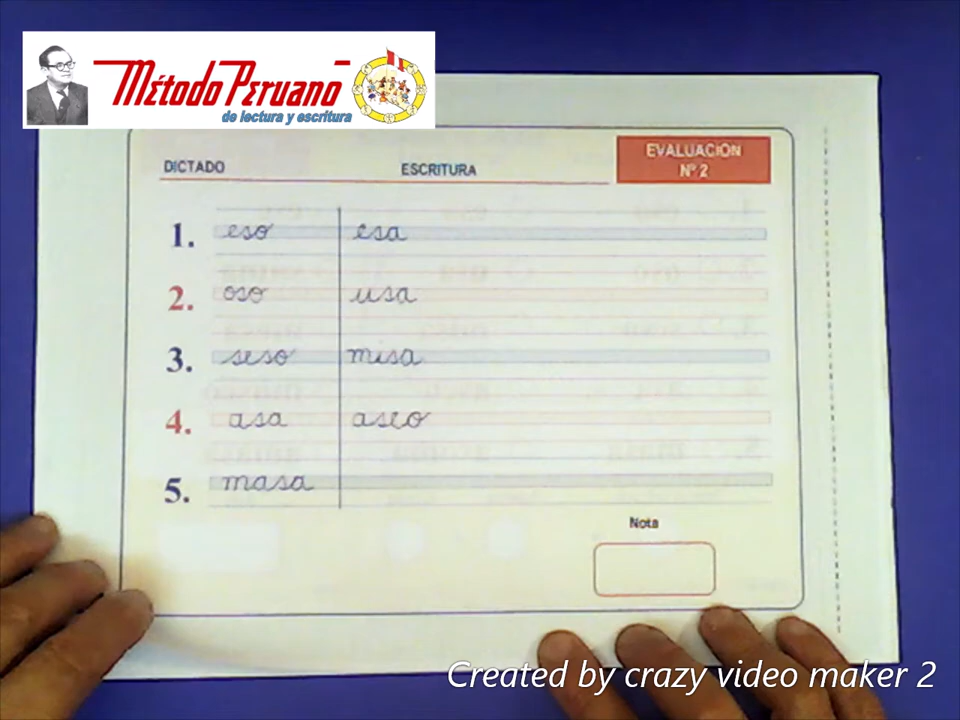 Método Peruano
de lectura y escritura
DICTADO ESCRITURA
EVALUACION
Nº 2
1. eso esa
2. oso usa
3. seso misa
4. asa aseo
5. masa
Nota
Created by crazy video maker 2